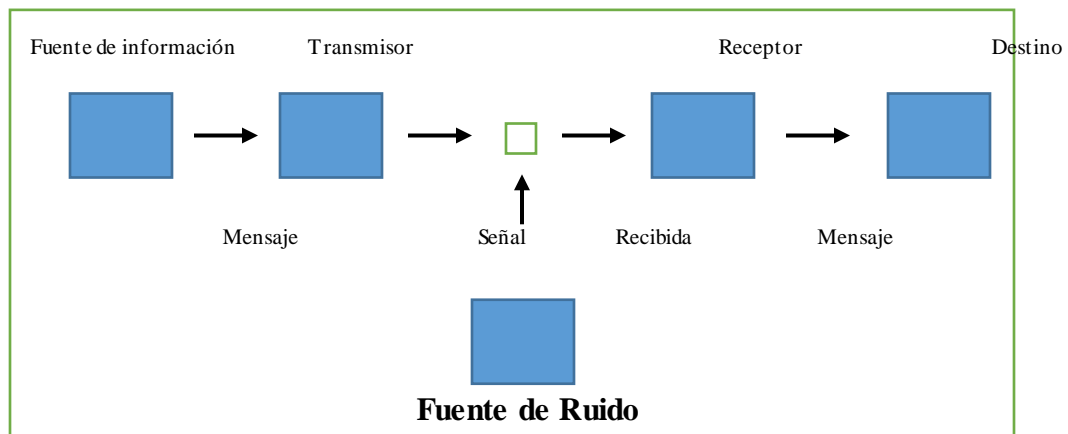 Fuente de información Transmisor Receptor Destino
Mensaje Señal Recibida Mensaje
Fuente de Ruido